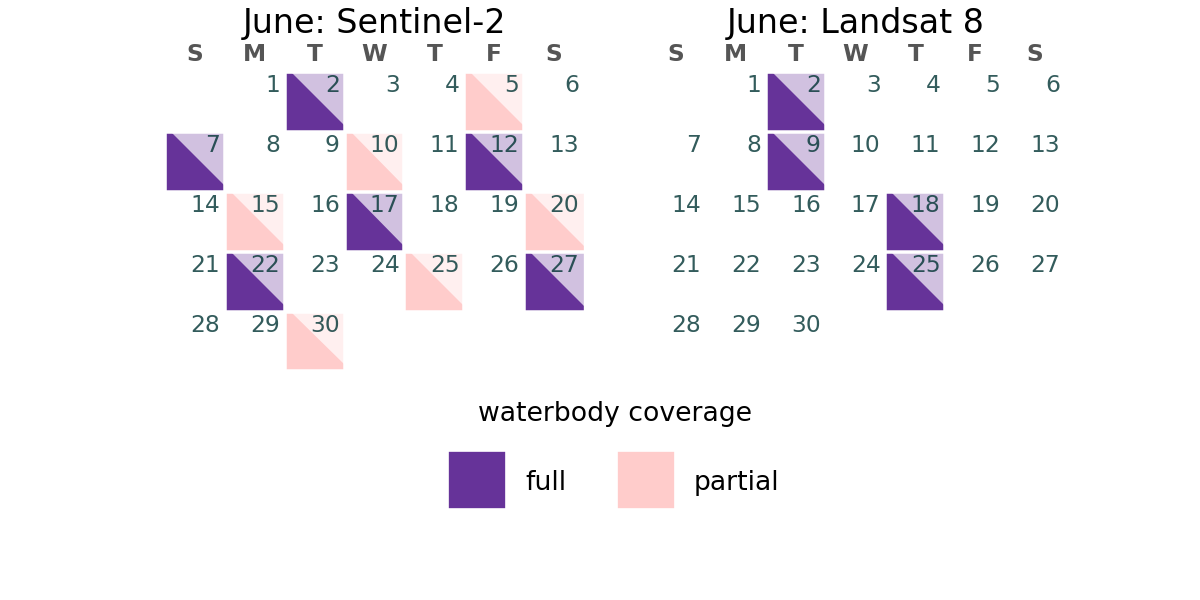 June: Sentinel-2
S M T W T F S
1 2 3 4 5 6
7 8 9 10 11 12 13
14 15 16 17 18 19 20
21 22 23 24 25 26 27
28 29 30
June: Landsat 8
S M T W T F S
1 2 3 4 5 6
7 8 9 10 11 12 13
14 15 16 17 18 19 20
21 22 23 24 25 26 27
28 29 30
waterbody coverage
full partial